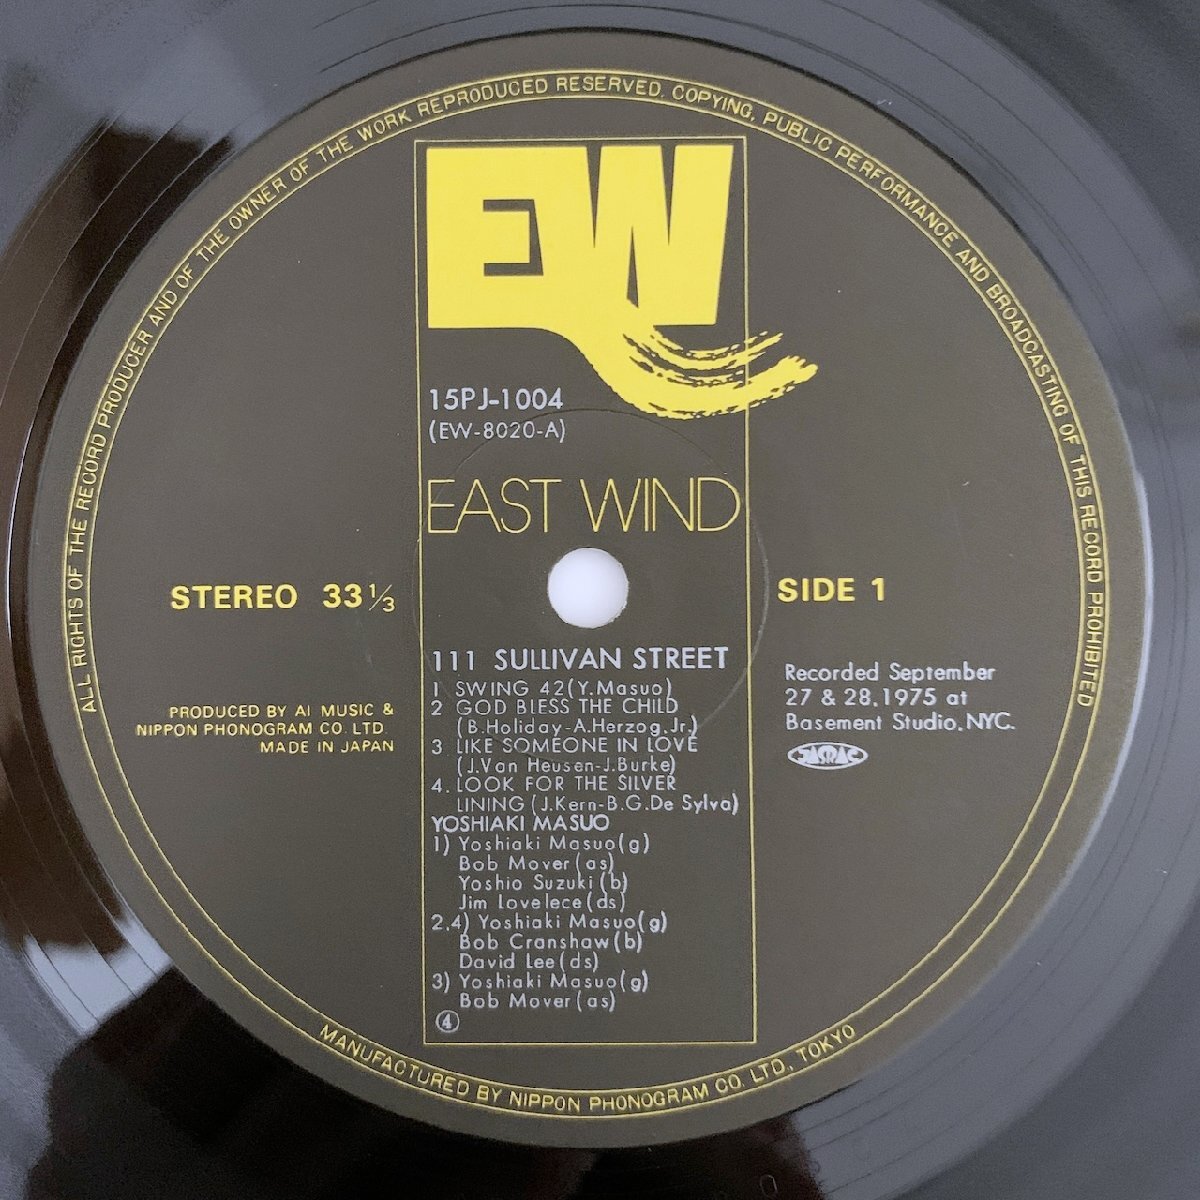 ALL RIGHTS OF THE RECORD PRODUCER AND OF THE OWNER OF THE WORK REPRODUCED RESERVED. COPYING, PUBLIC PERFORMANCE AND BROADCASTING OF THIS RECORD PROHIBITED
EW
15PJ-1004
(EW-8020-A)
EAST WIND
STEREO 33 1/3
SIDE 1
PRODUCED BY AI MUSIC &
NIPPON PHONOGRAM CO. LTD
MADE IN JAPAN
111 SULLIVAN STREET
1 SWING 42(Y.Masuo)
2 GOD BLESS THE CHILD
(B.Holiday-A.Herzog,Jr.)
3 LIKE SOMEONE IN LOVE
(J.Van Heusen-J.Burke)
4. LOOK FOR THE SILVER
LINING (J.Kern-B.G.De Sylva)
YOSHIAKI MASUO
1) Yoshiaki Masuo(g)
Bob Mover(as)
Yoshio Suzuki(b)
Jim Lovelece(ds)
2,4) Yoshiaki Masuo(g)
Bob Cranshaw(b)
David Lee(ds)
3) Yoshiaki Masuo(g)
Bob Mover(as)
④
Recorded September
27 & 28,1975 at
Basement Studio,NYC.
JASRAC
MANUFACTURED BY NIPPON PHONOGRAM CO. LTD, TOKYO